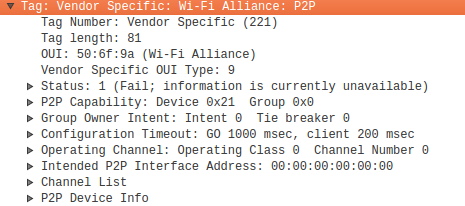 Tag: Vendor Specific: Wi-Fi Alliance: P2P
Tag Number: Vendor Specific (221)
Tag length: 81
OUI: 50:6f:9a (Wi-Fi Alliance)
Vendor Specific OUI Type: 9
Status: 1 (Fail; information is currently unavailable)
P2P Capability: Device 0x21  Group 0x0
Group Owner Intent: Intent 0  Tie breaker 0
Configuration Timeout: GO 1000 msec, client 200 msec
Operating Channel: Operating Class 0  Channel Number 0
Intended P2P Interface Address: 00:00:00:00:00:00
Channel List
P2P Device Info